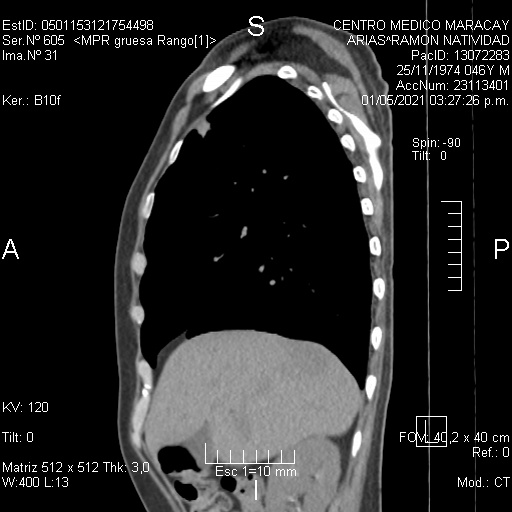 EstID: 0501153121754498
Ser.Nº 605 <MPR gruesa Rango[1]>
Ima.Nº 31
Ker.: B10f
S
CENTRO MEDICO MARACAY
ARIAS^RAMON NATIVIDAD
PacID: 13072283
25/11/1974 046Y M
AccNum: 23113401
01/05/2021 03:27:26 p.m.
Spin: -90
Tilt: 0
A
P
KV: 120
Tilt: 0
Matriz 512 x 512 Thk: 3,0
W:400 L:13
Esc 1=10 mm
I
FOM: 40,2 x 40 cm
Ref.: 0
Mod.: CT